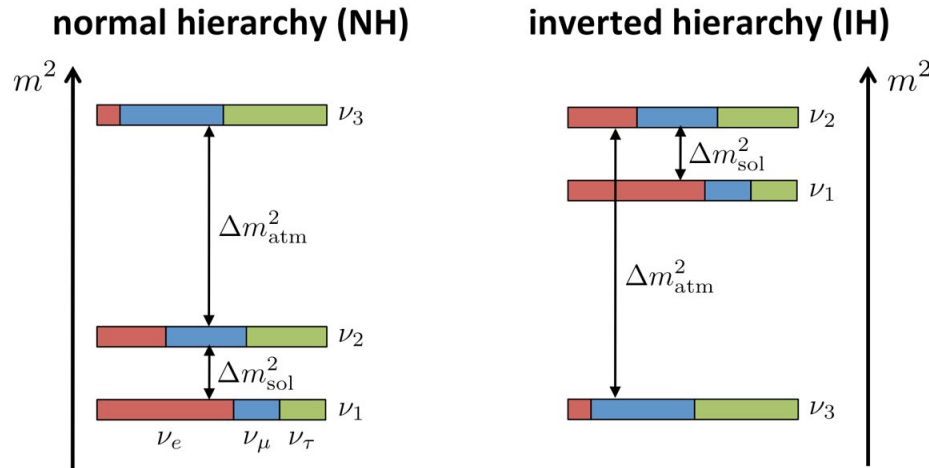 normal hierarchy (NH)
m²
ν₃
Δm²atm
ν₂
Δm²sol
ν₁
νe νμ ντ
inverted hierarchy (IH)
m²
ν₂
Δm²sol
ν₁
Δm²atm
ν₃